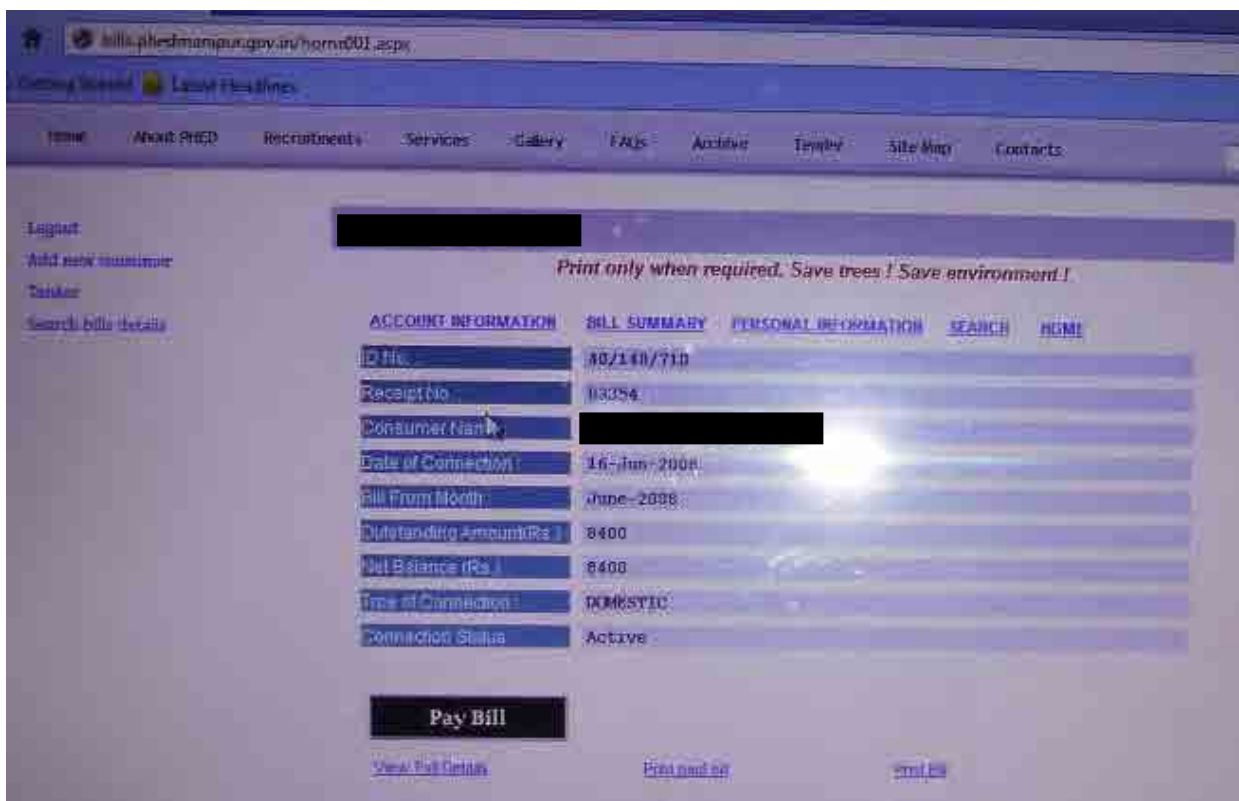 bills.phedmanipur.gov.in/home001.aspx
Latest Headlines
Home About PHED Recruitments Services Gallery FAQs Archive Tender Site Map Contacts
Logout
Add new consumer
Tanker
Search bills details
Print only when required. Save trees ! Save environment !
ACCOUNT INFORMATION BILL SUMMARY PERSONAL INFORMATION SEARCH HOME
ID No.
Receipt No
Consumer Name
Date of Connection : 16-Jun-2008
Bill From Month June-2008
Outstanding Amount(Rs.) 8400
Net Balance (Rs.) 8400
Type of Connection : DOMESTIC
Connection Status Active
Pay Bill
View Full Details Print paid bill Print Bill